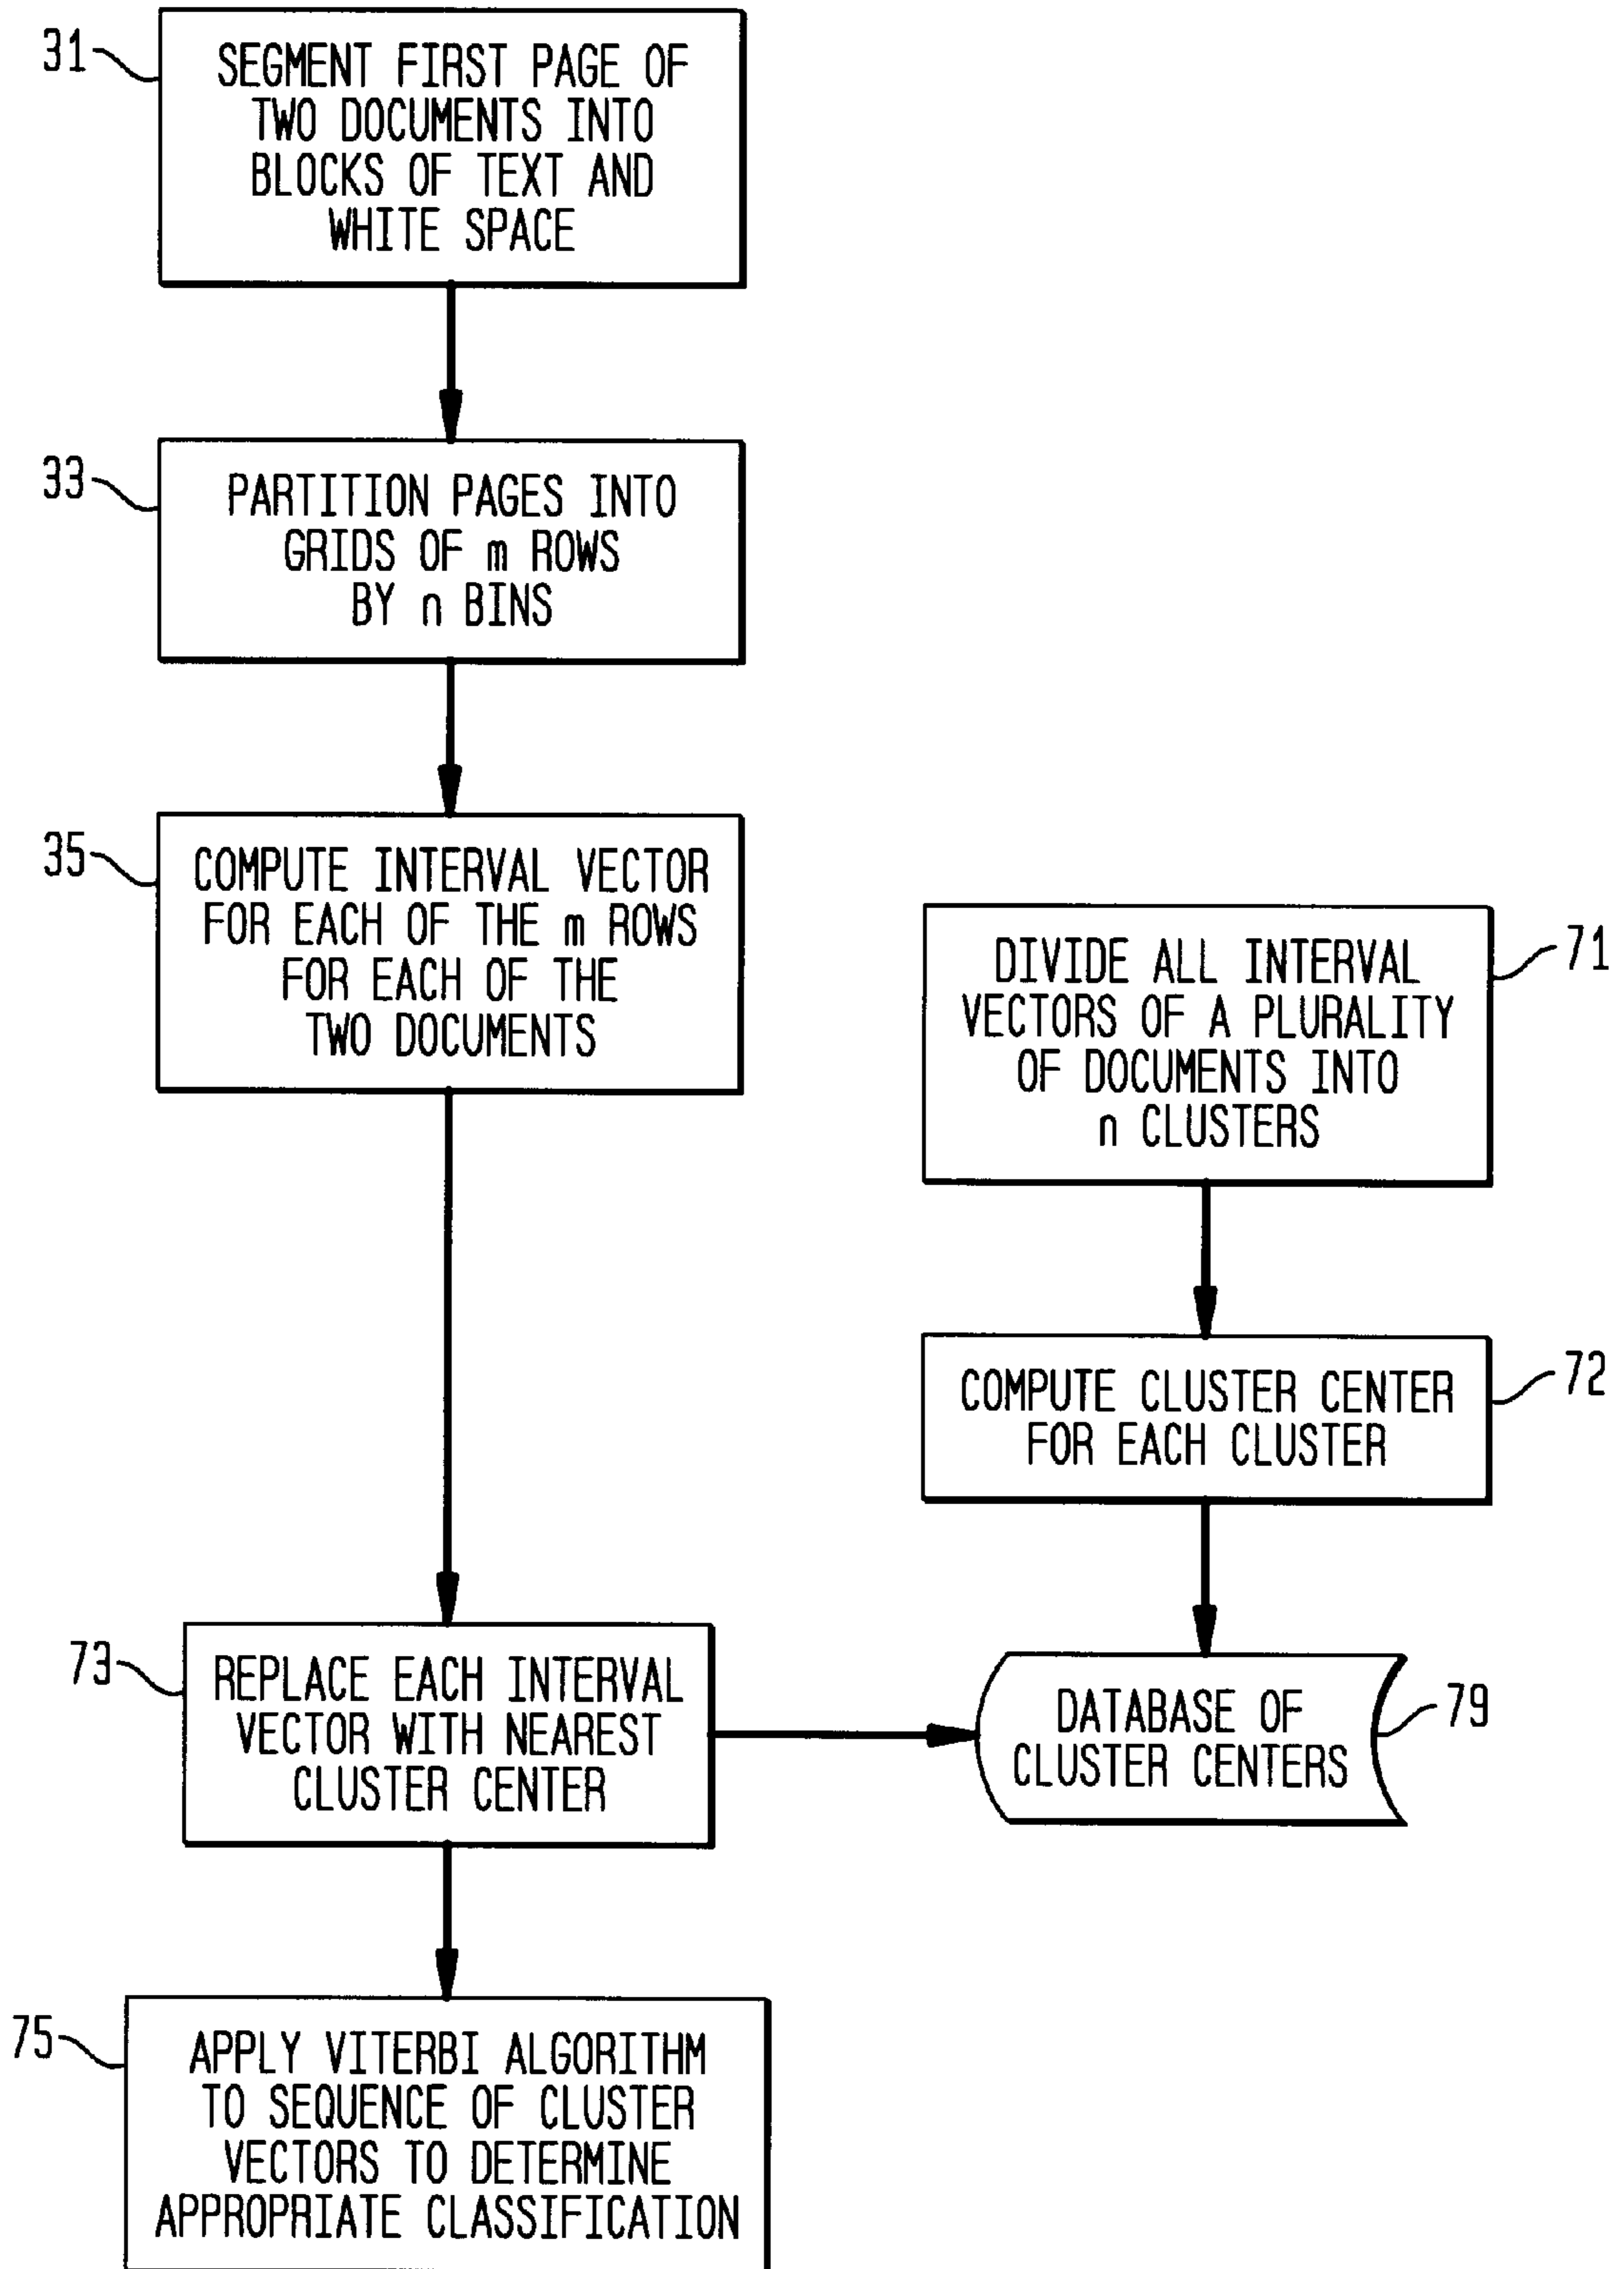 31
SEGMENT FIRST PAGE OF
TWO DOCUMENTS INTO
BLOCKS OF TEXT AND
WHITE SPACE
33
PARTITION PAGES INTO
GRIDS OF m ROWS
BY n BINS
35
COMPUTE INTERVAL VECTOR
FOR EACH OF THE m ROWS
FOR EACH OF THE
TWO DOCUMENTS
71
DIVIDE ALL INTERVAL
VECTORS OF A PLURALITY
OF DOCUMENTS INTO
n CLUSTERS
72
COMPUTE CLUSTER CENTER
FOR EACH CLUSTER
73
REPLACE EACH INTERVAL
VECTOR WITH NEAREST
CLUSTER CENTER
79
DATABASE OF
CLUSTER CENTERS
75
APPLY VITERBI ALGORITHM
TO SEQUENCE OF CLUSTER
VECTORS TO DETERMINE
APPROPRIATE CLASSIFICATION